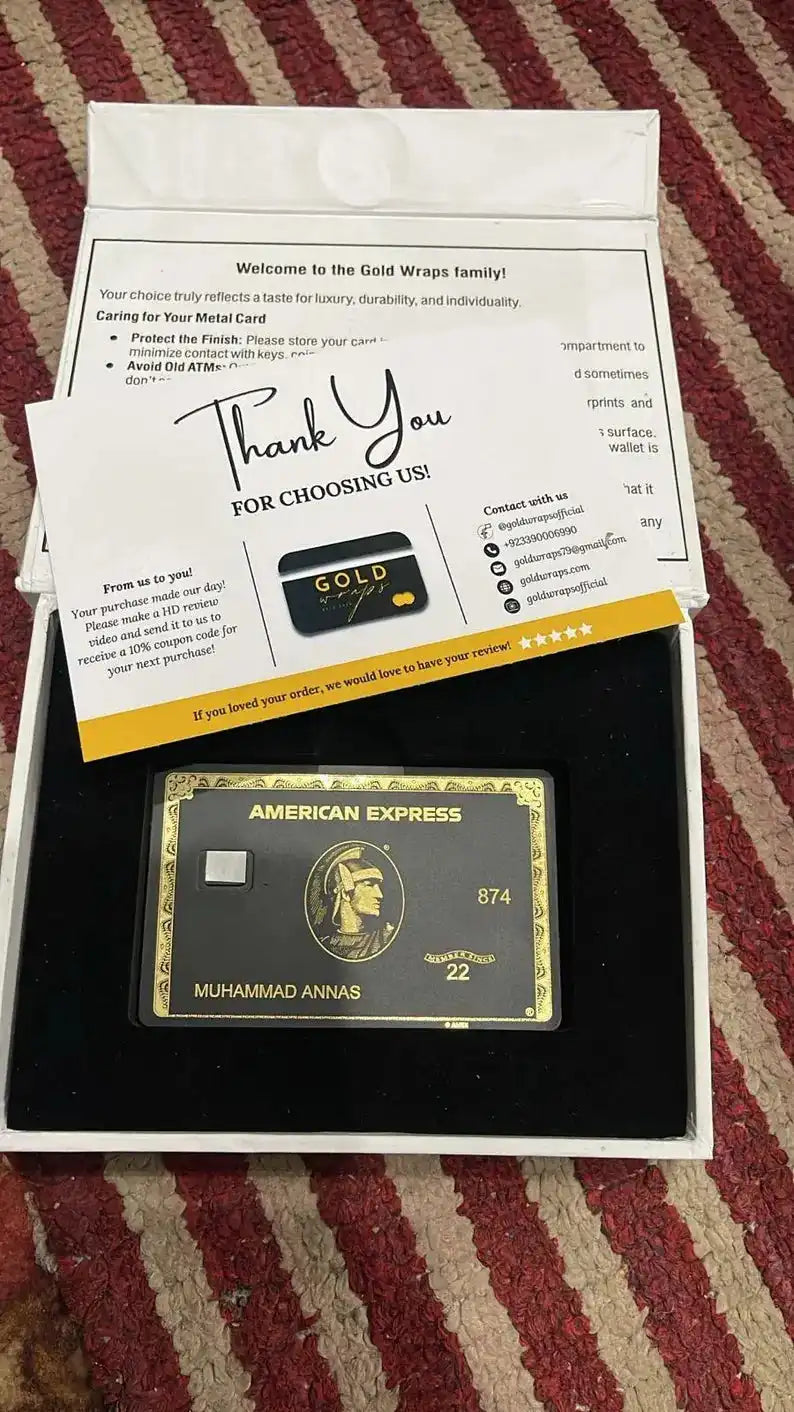 Welcome to the Gold Wraps family!
Your choice truly reflects a taste for luxury, durability, and individuality.
Caring for Your Metal Card
• Protect the Finish: Please store your card
minimize contact with keys,
• Avoid Old ATMs:
don't
to
d sometimes
rprints and
surface.
wallet is
hat it
any
Thank You
FOR CHOOSING US!
From us to you!
Your purchase made our day!
Please make a HD review
video and send it to us to
receive a 10% coupon code for
your next purchase!
GOLD
wraps
Contact with us
@goldwrapsofficial
+923390006990
goldwraps79@gmail.com
goldwraps.com
goldwrapsofficial
If you loved your order, we would love to have your review!
AMERICAN EXPRESS
®
874
MEMBER SINCE
22
MUHAMMAD ANNAS
® 
© AMEX